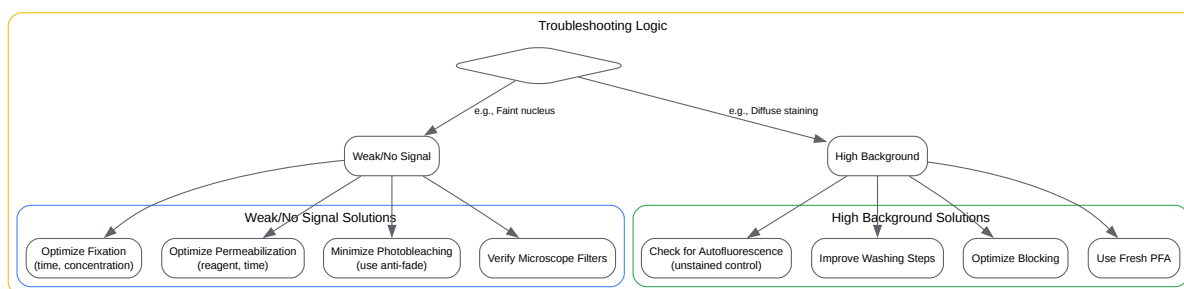 Troubleshooting Logic
e.g., Faint nucleus
e.g., Diffuse staining
Weak/No Signal
High Background
Weak/No Signal Solutions
High Background Solutions
Optimize Fixation
(time, concentration)
Optimize Permeabilization
(reagent, time)
Minimize Photobleaching
(use anti-fade)
Verify Microscope Filters
Check for Autofluorescence
(unstained control)
Improve Washing Steps
Optimize Blocking
Use Fresh PFA